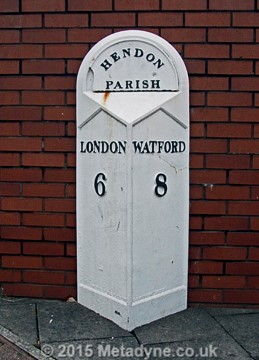 HENDON
PARISH
LONDON WATFORD
6 8
© 2015 Metadyne.co.uk